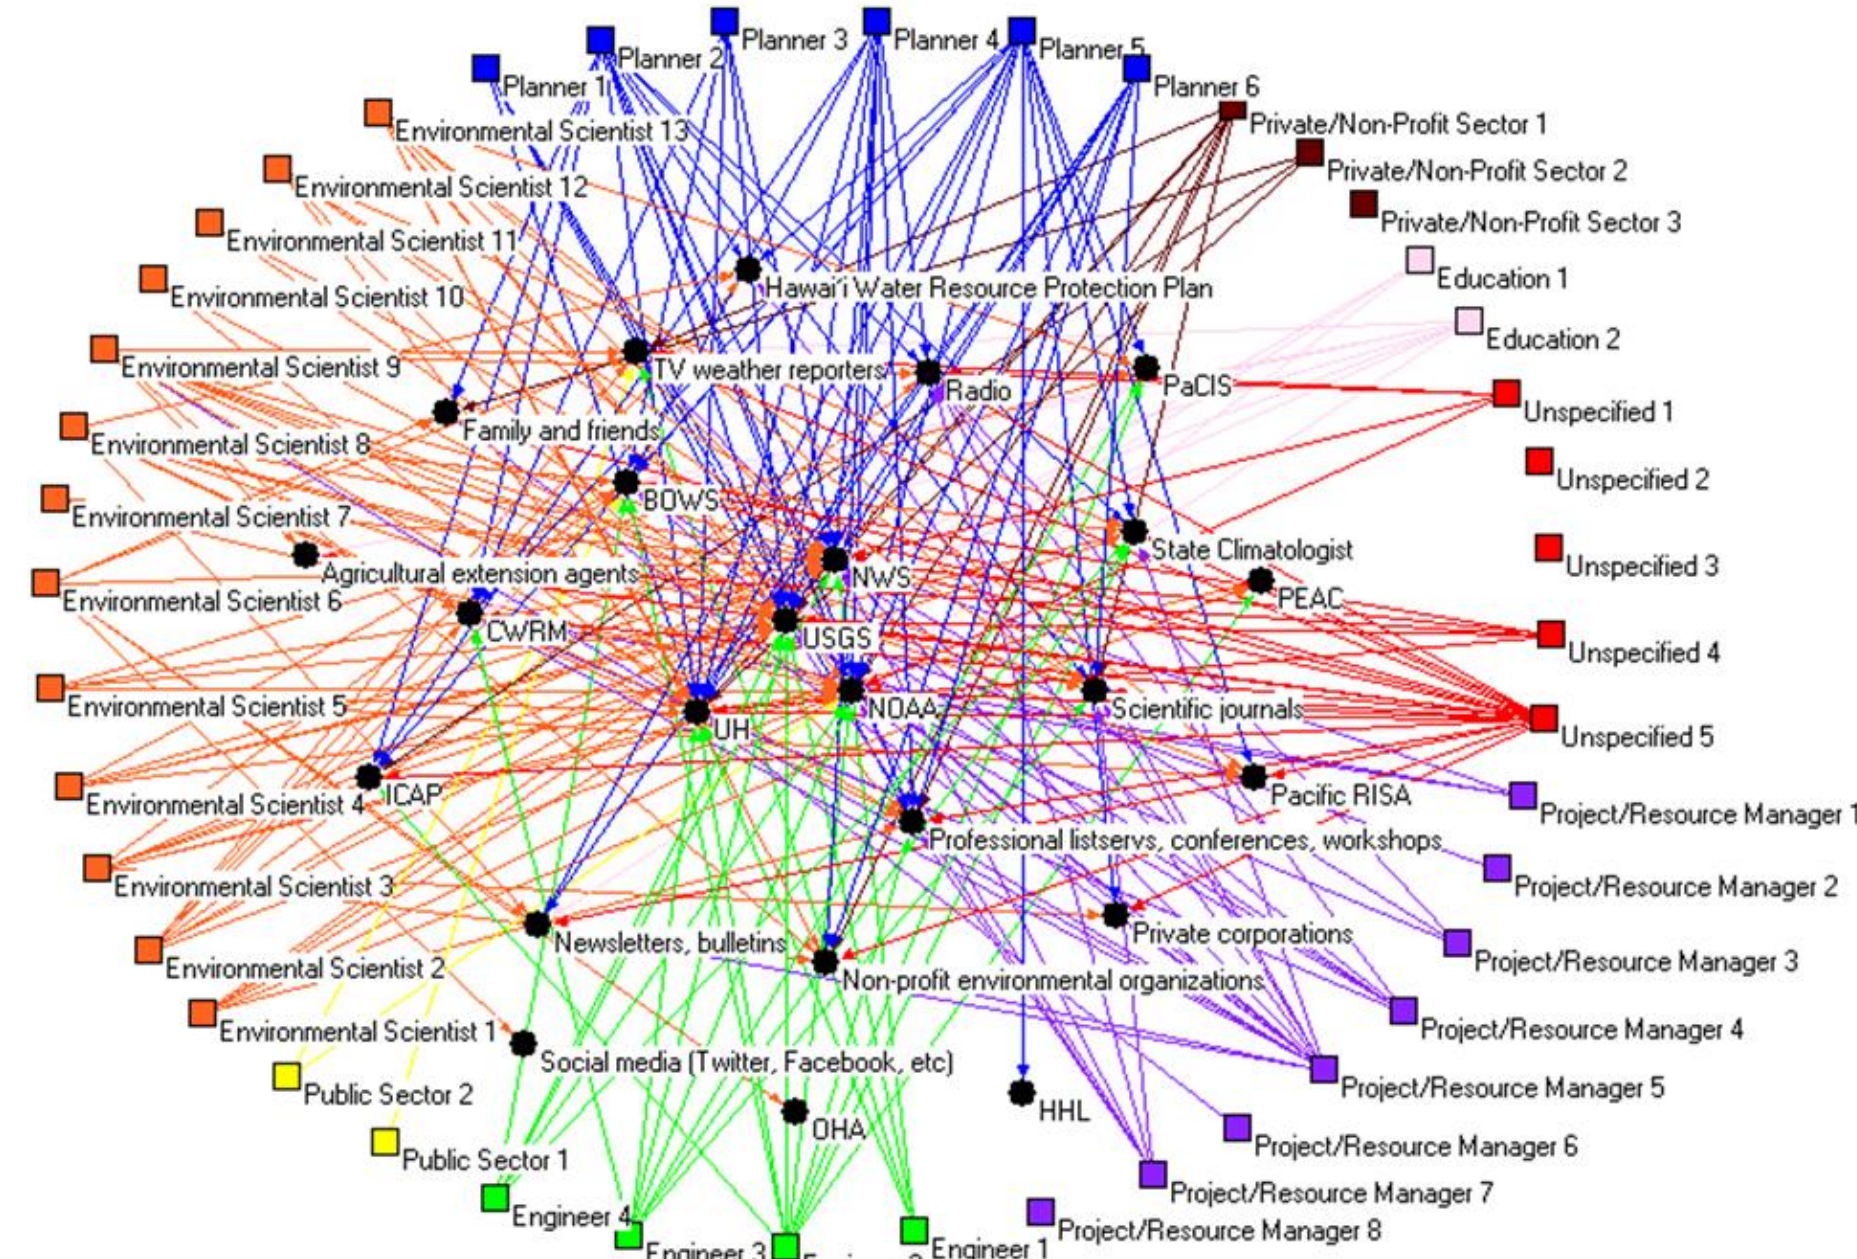 Planner 3
Planner 4
Planner 5
Planner 2
Planner 1
Planner 6
Private/Non-Profit Sector 1
Environmental Scientist 13
Private/Non-Profit Sector 2
Environmental Scientist 12
Private/Non-Profit Sector 3
Environmental Scientist 11
Education 1
Environmental Scientist 10
Hawai'i Water Resource Protection Plan
Education 2
Environmental Scientist 9
TV weather reporters
Radio
PaCIS
Unspecified 1
Family and friends
Environmental Scientist 8
Unspecified 2
BOWS
Environmental Scientist 7
State Climatologist
Unspecified 3
Agricultural extension agents
NWS
PEAC
Environmental Scientist 6
CWRM
USGS
Unspecified 4
Environmental Scientist 5
NOAA
Scientific journals
UH
Unspecified 5
ICAP
Pacific RISA
Environmental Scientist 4
Project/Resource Manager 1
Professional listservs, conferences, workshops
Environmental Scientist 3
Project/Resource Manager 2
Private corporations
Newsletters, bulletins
Project/Resource Manager 3
Environmental Scientist 2
Non-profit environmental organizations
Environmental Scientist 1
Project/Resource Manager 4
Social media (Twitter, Facebook, etc)
Project/Resource Manager 5
Public Sector 2
HHL
OHA
Project/Resource Manager 6
Public Sector 1
Project/Resource Manager 7
Engineer 4
Project/Resource Manager 8
Engineer 3
Engineer 1